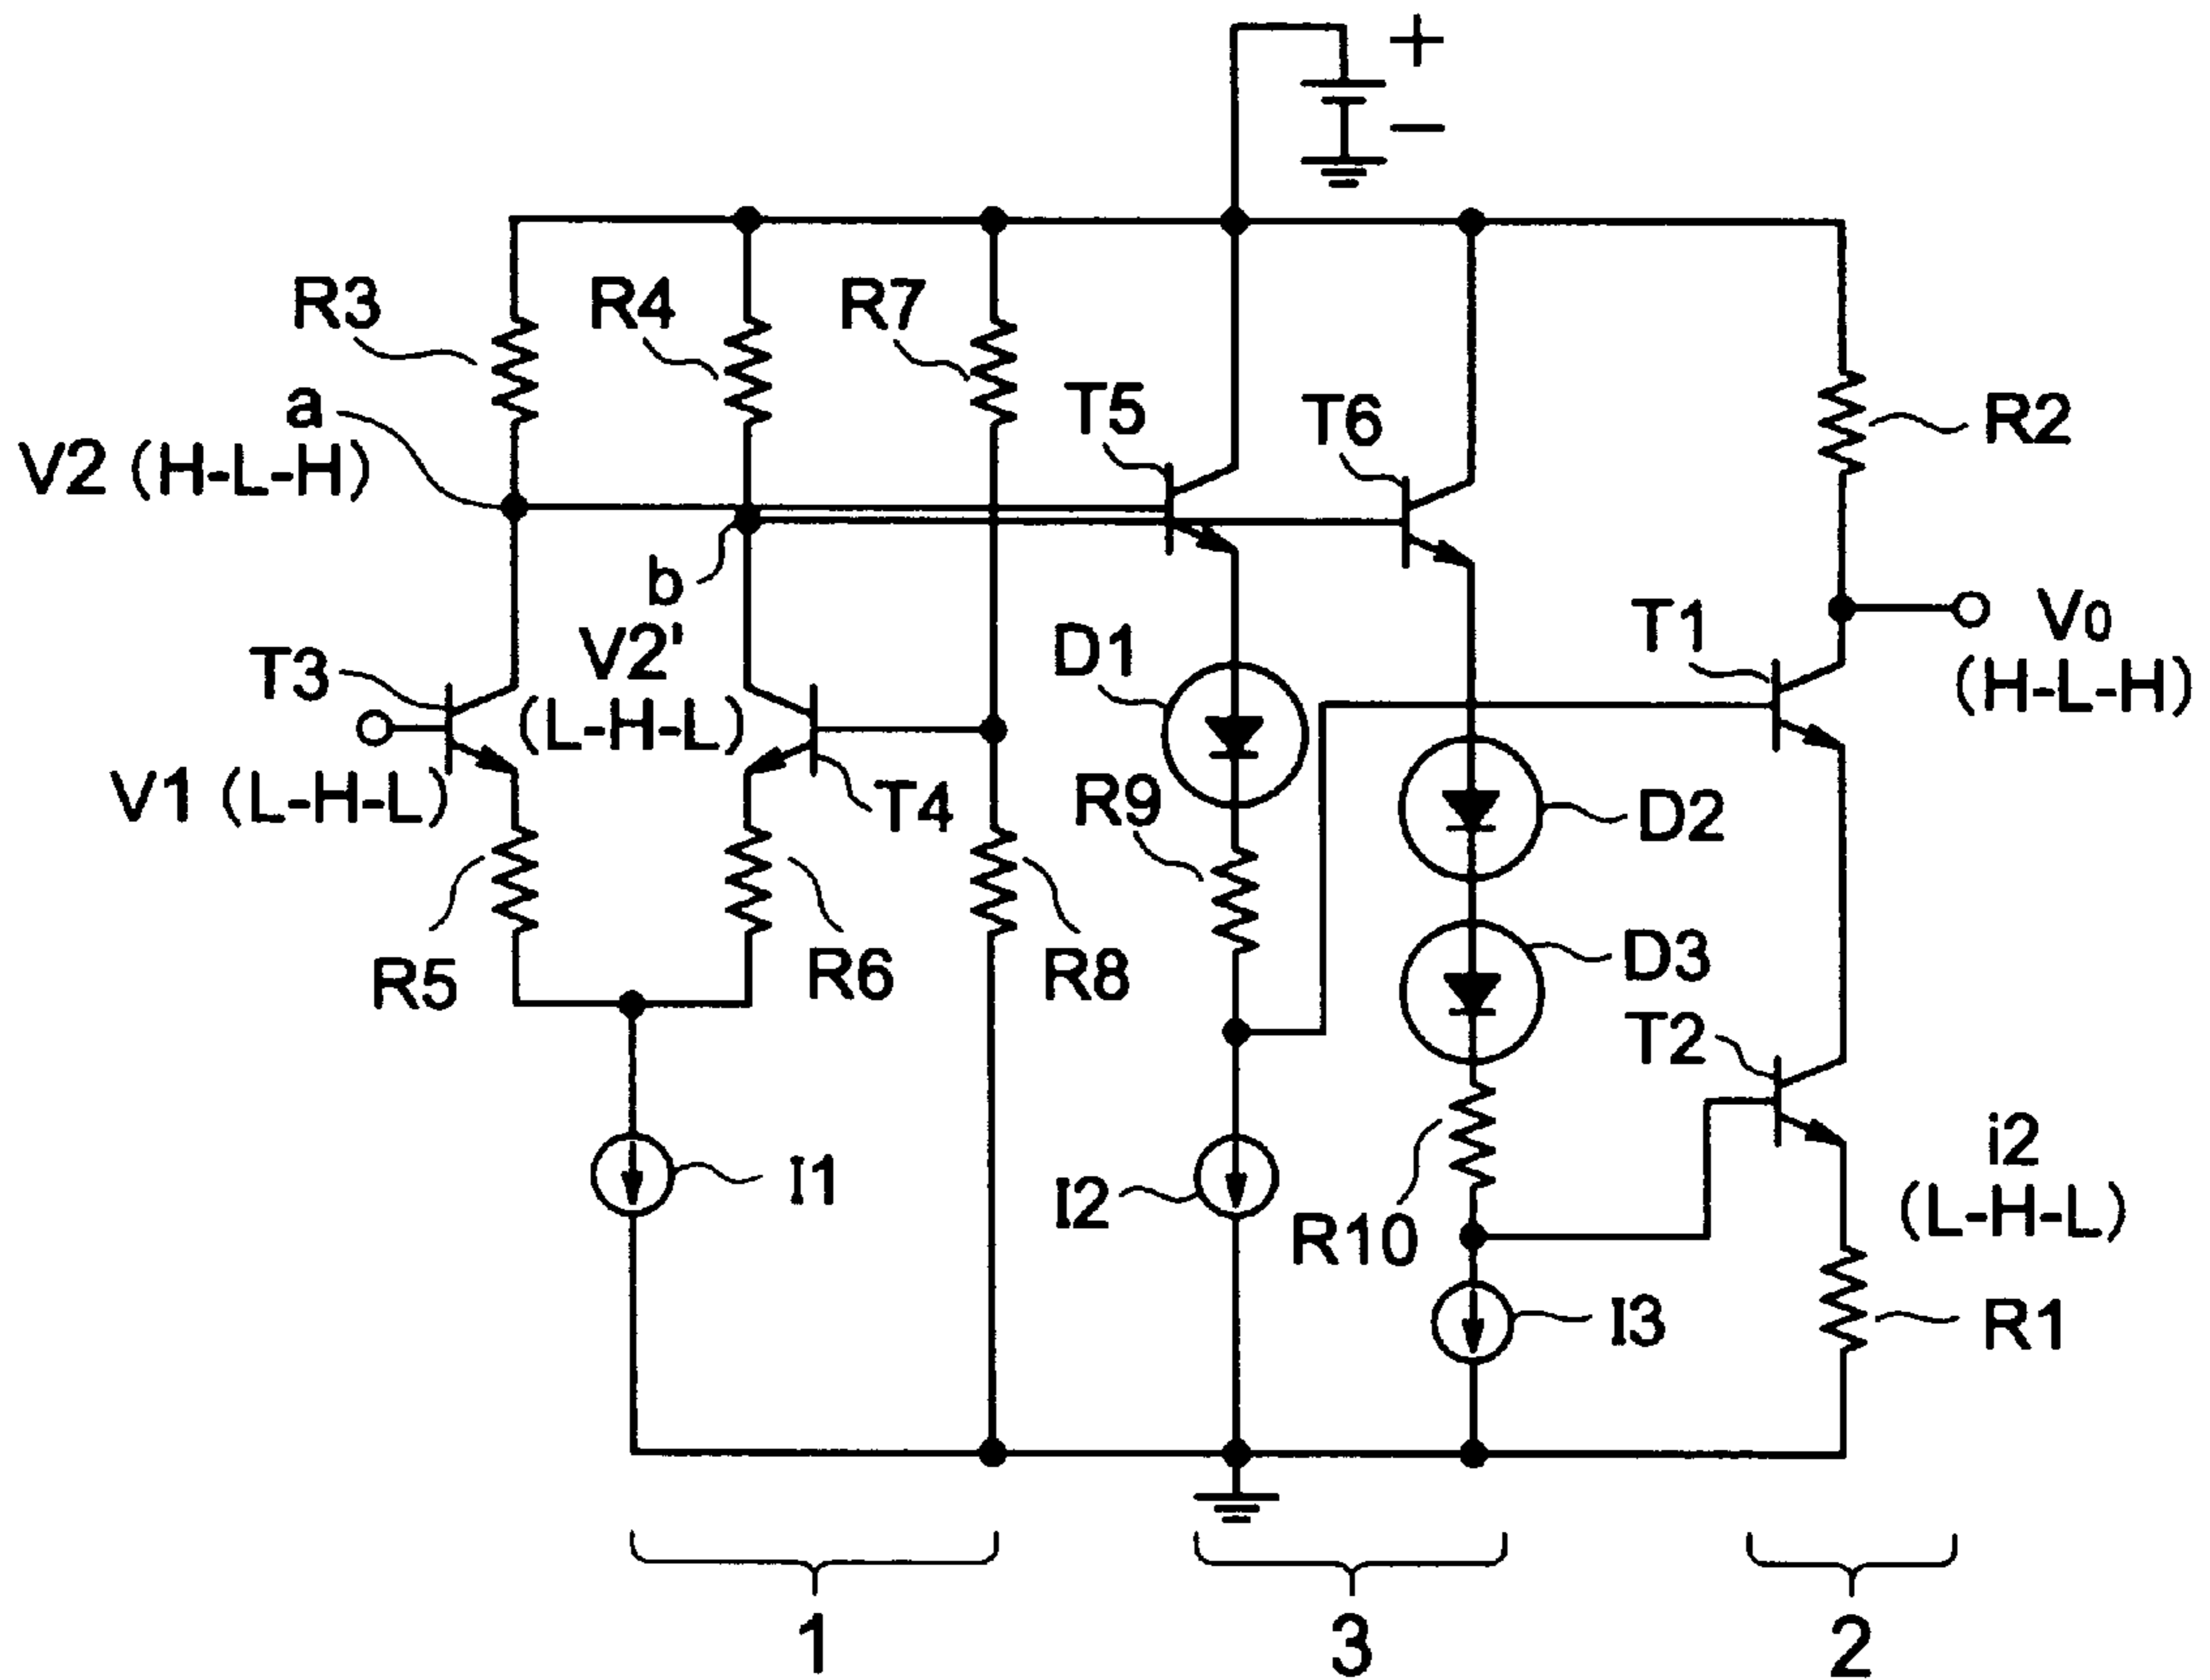 +
−
R3
R4
R7
a
T5
T6
R2
V2 (H-L-H)
b
V2'
(L-H-L)
T3
D1
T1
V0
(H-L-H)
V1 (L-H-L)
T4
R9
D2
R5
R6
R8
D3
T2
i2
(L-H-L)
I1
I2
R10
I3
R1
1
3
2